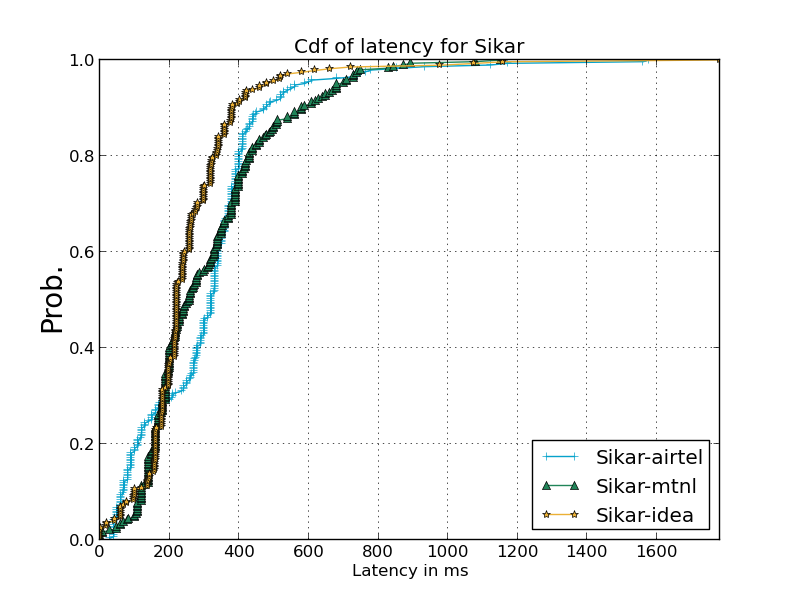 Cdf of latency for Sikar
Prob.
1.0
0.8
0.6
0.4
0.2
0.0
0 200 400 600 800 1000 1200 1400 1600
Latency in ms
Sikar-airtel
Sikar-mtnl
Sikar-idea